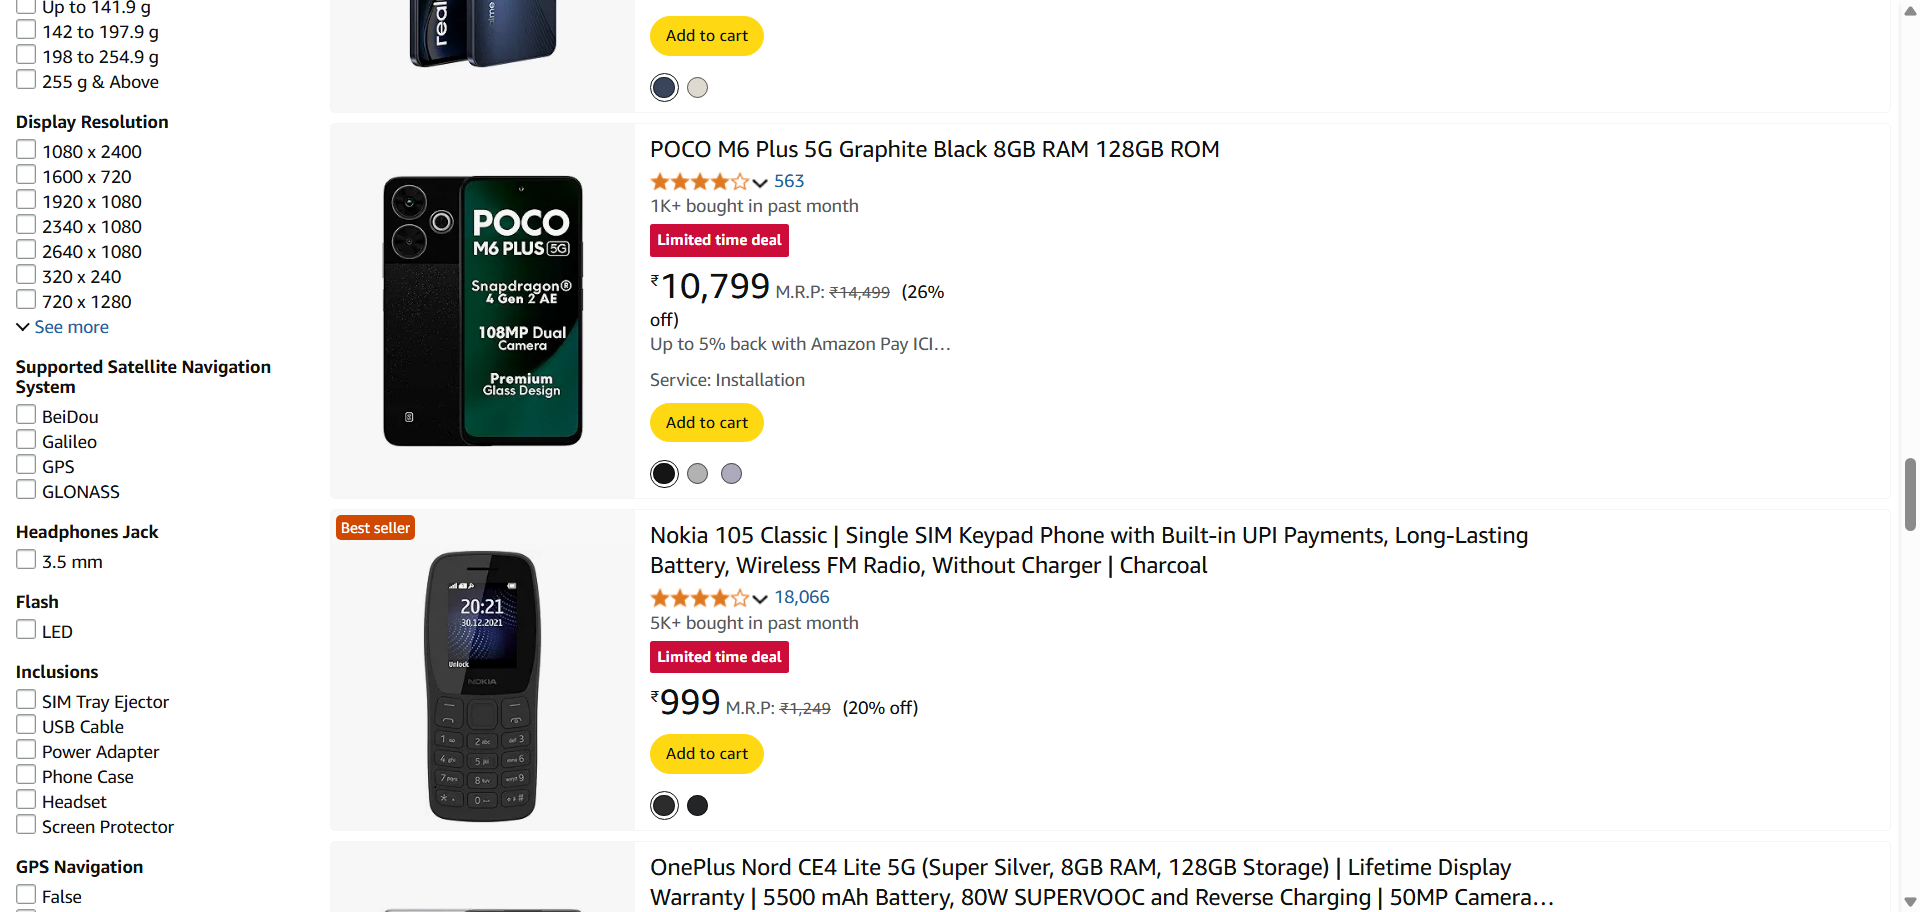 Up to 141.9 g
142 to 197.9 g
198 to 254.9 g
255 g & Above
Display Resolution
1080 x 2400
1600 x 720
1920 x 1080
2340 x 1080
2640 x 1080
320 x 240
720 x 1280
See more
Supported Satellite Navigation
System
BeiDou
Galileo
GPS
GLONASS
Headphones Jack
3.5 mm
Flash
LED
Inclusions
SIM Tray Ejector
USB Cable
Power Adapter
Phone Case
Headset
Screen Protector
GPS Navigation
False
Add to cart
POCO
M6 PLUS 5G
Snapdragon®
4 Gen 2 AE
108MP Dual
Camera
Premium
Glass Design
POCO M6 Plus 5G Graphite Black 8GB RAM 128GB ROM
563
1K+ bought in past month
Limited time deal
₹10,799 M.R.P: ₹14,499 (26%
off)
Up to 5% back with Amazon Pay ICI…
Service: Installation
Add to cart
Best seller
20:21
30.12.2021
Unlock
NOKIA
Nokia 105 Classic | Single SIM Keypad Phone with Built-in UPI Payments, Long-Lasting
Battery, Wireless FM Radio, Without Charger | Charcoal
18,066
5K+ bought in past month
Limited time deal
₹999 M.R.P: ₹1,249 (20% off)
Add to cart
OnePlus Nord CE4 Lite 5G (Super Silver, 8GB RAM, 128GB Storage) | Lifetime Display
Warranty | 5500 mAh Battery, 80W SUPERVOOC and Reverse Charging | 50MP Camera…